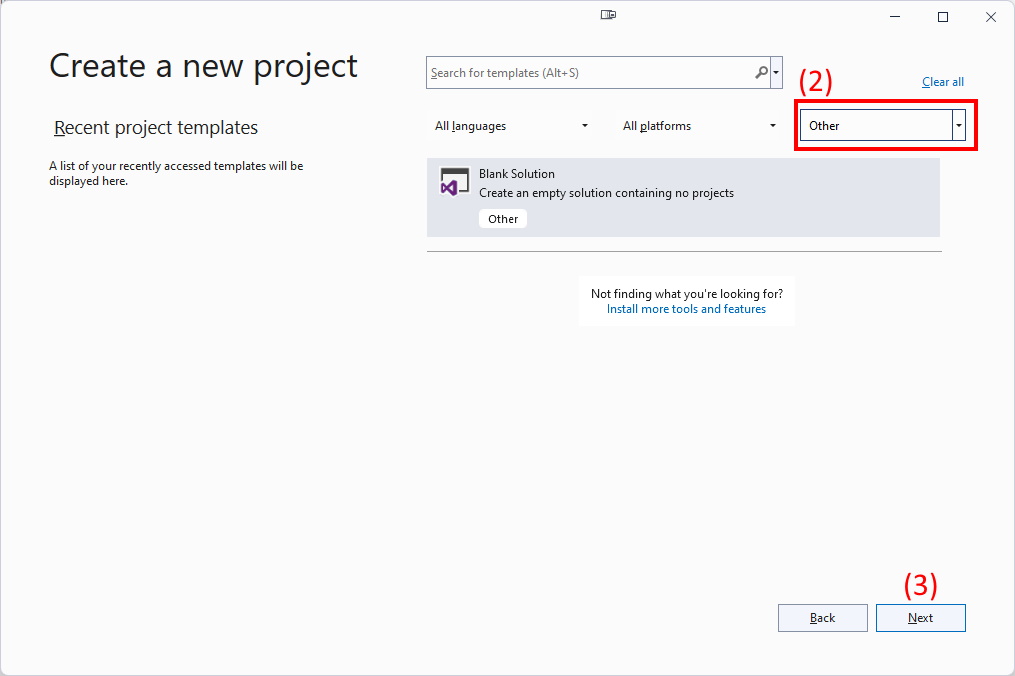 Create a new project
Search for templates (Alt+S)
(2)
Clear all
Recent project templates
All languages
All platforms
Other
A list of your recently accessed templates will be
displayed here.
Blank Solution
Create an empty solution containing no projects
Other
Not finding what you're looking for?
Install more tools and features
(3)
Back
Next